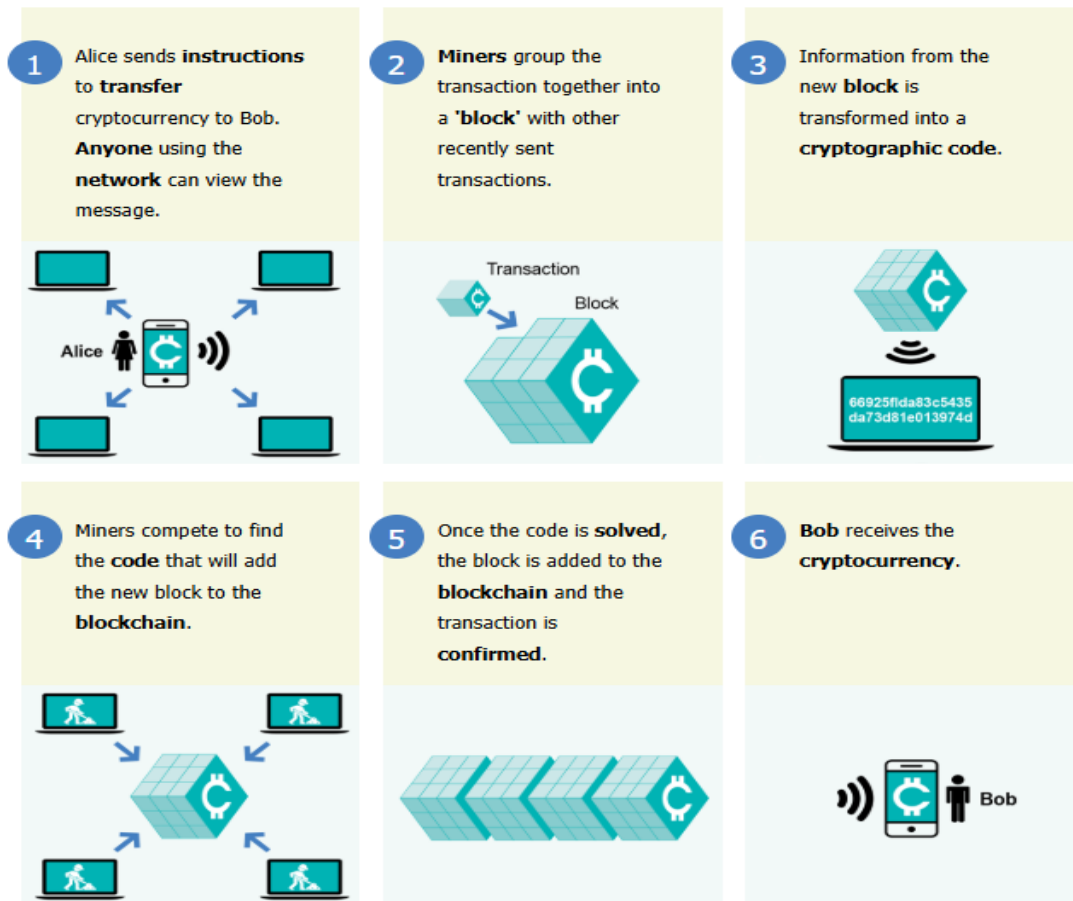 1
Alice sends instructions
to transfer
cryptocurrency to Bob.
Anyone using the
network can view the
message.
Alice
2
Miners group the
transaction together into
a 'block' with other
recently sent
transactions.
Transaction
Block
3
Information from the
new block is
transformed into a
cryptographic code.
66925flda83c5435
da73d81e013974d
4
Miners compete to find
the code that will add
the new block to the
blockchain.
5
Once the code is solved,
the block is added to the
blockchain and the
transaction is
confirmed.
6
Bob receives the
cryptocurrency.
Bob